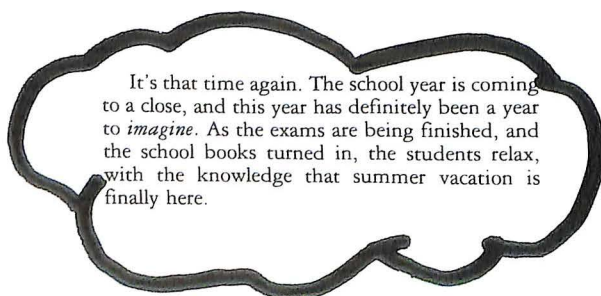 It's that time again. The school year is coming
to a close, and this year has definitely been a year
to imagine. As the exams are being finished, and
the school books turned in, the students relax,
with the knowledge that summer vacation is
finally here.